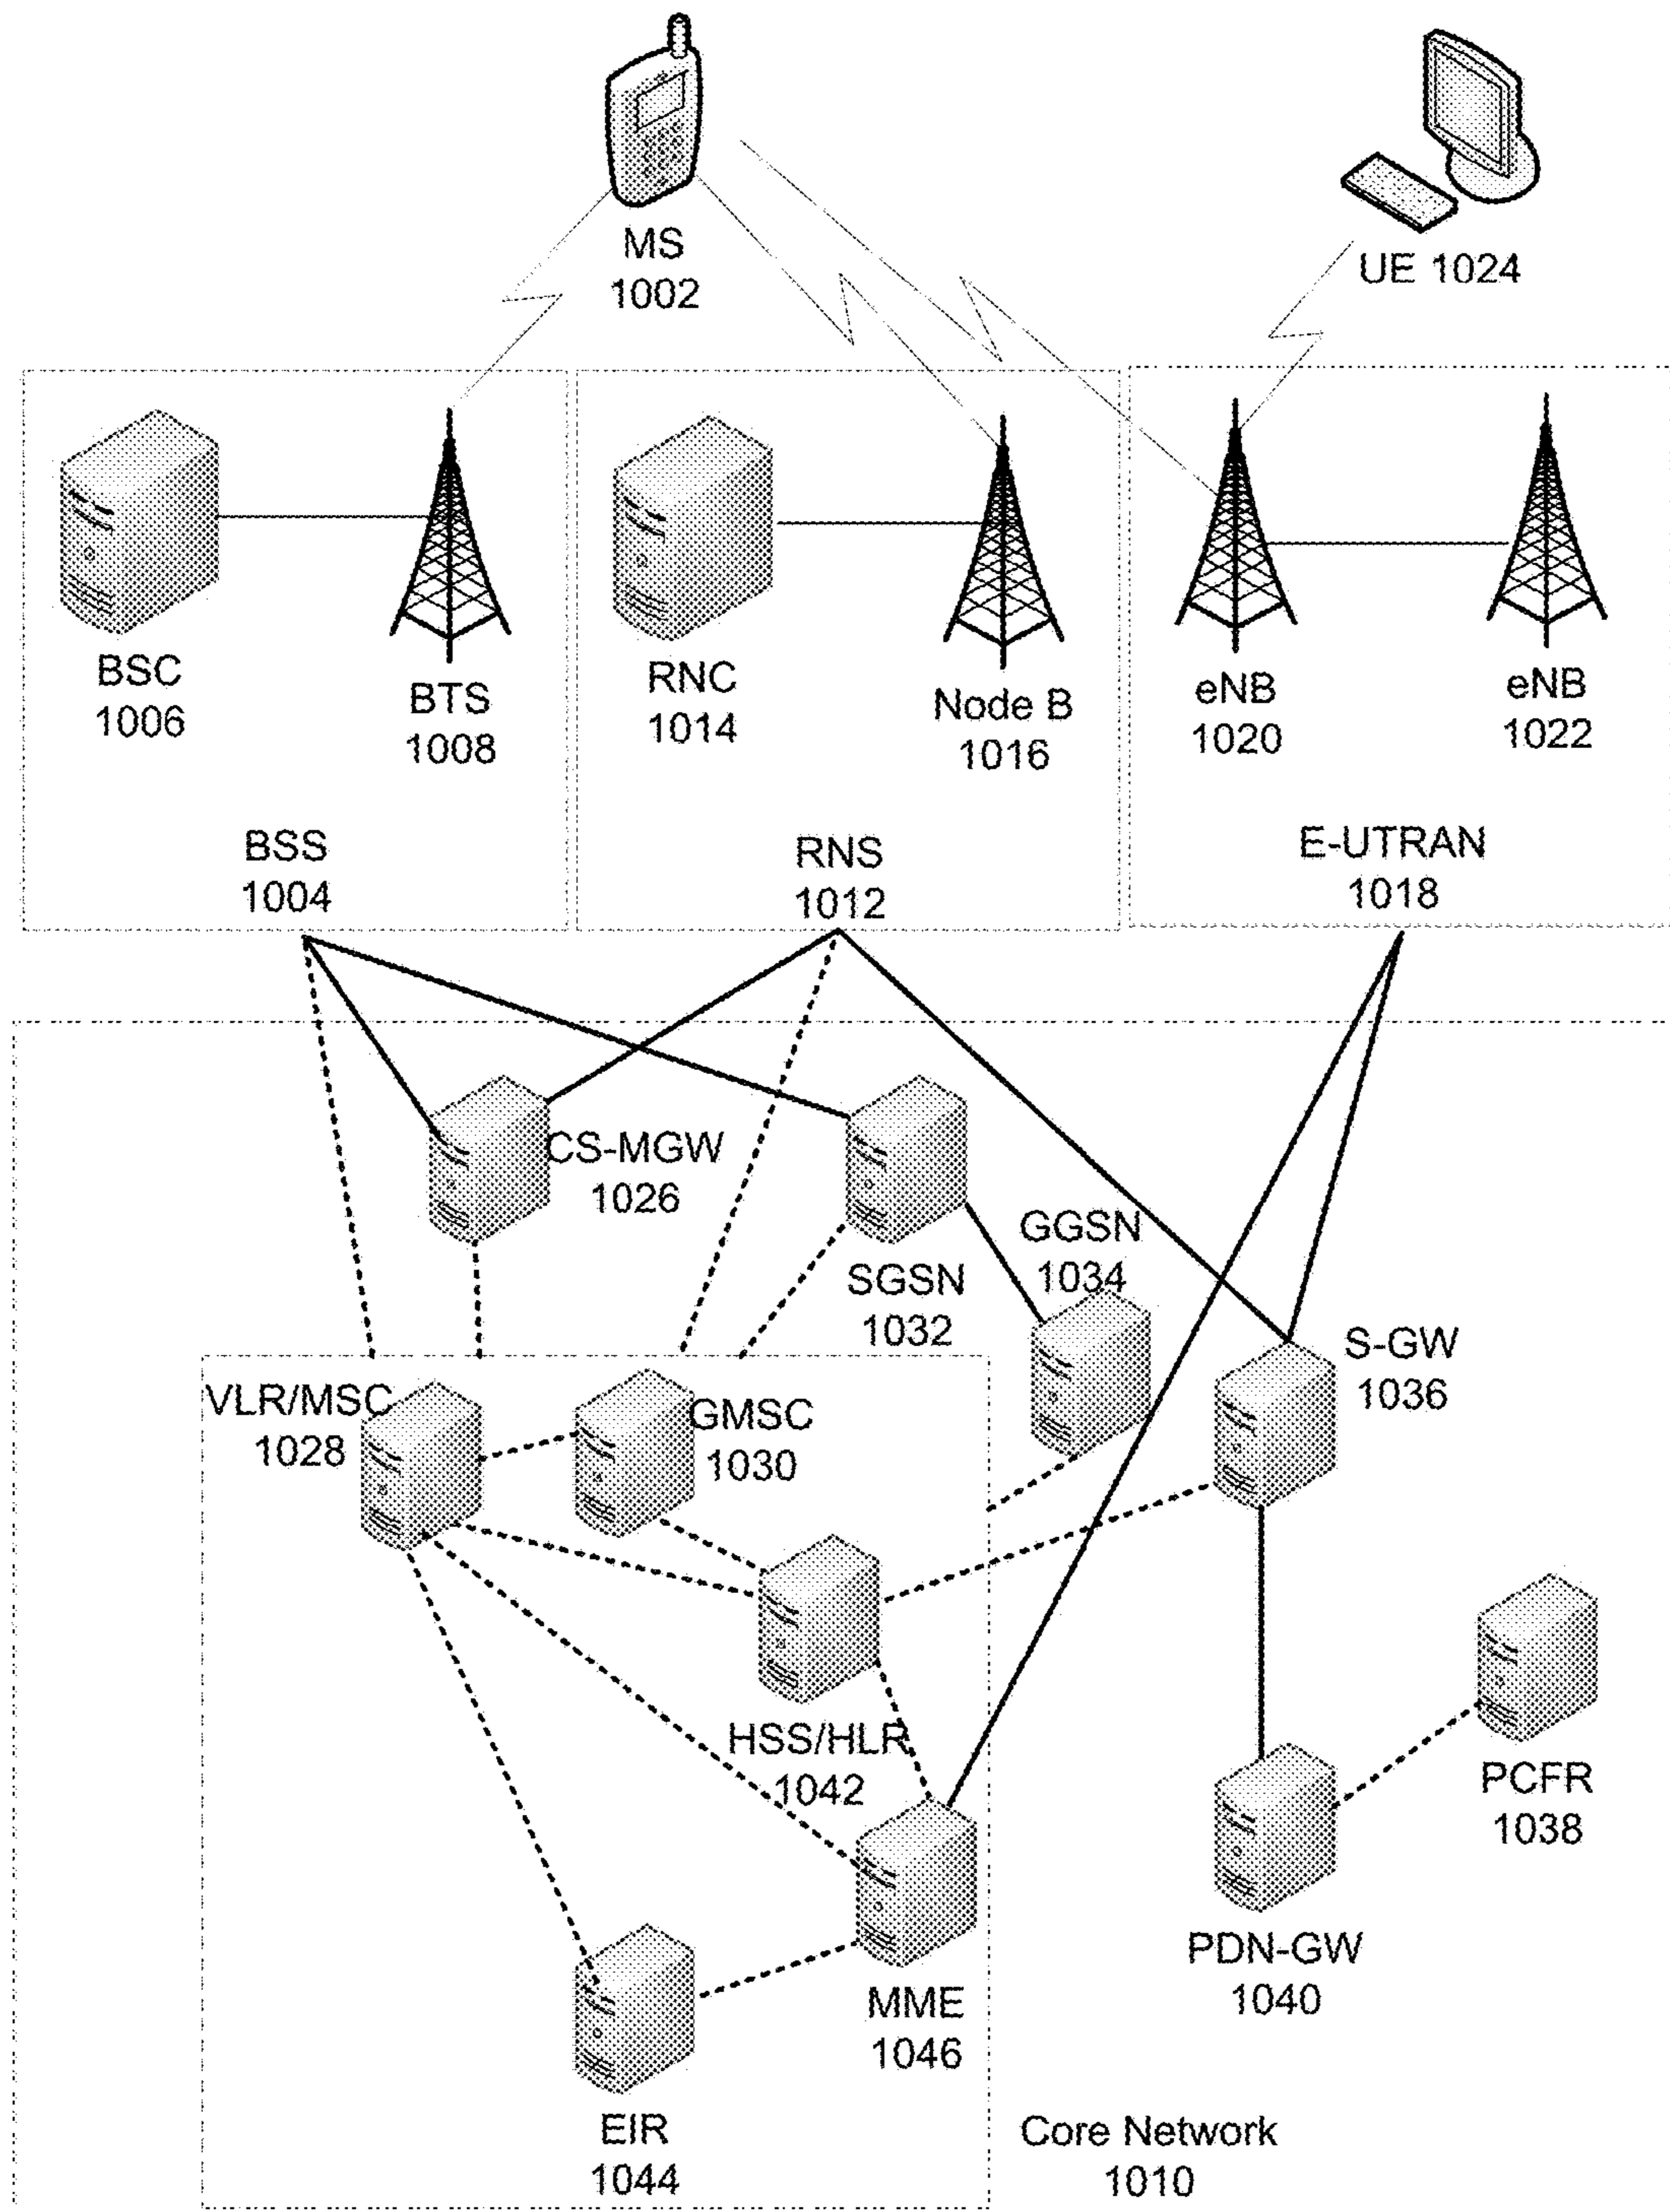 MS
1002
UE 1024
BSC
1006
BTS
1008
RNC
1014
Node B
1016
eNB
1020
eNB
1022
BSS
1004
RNS
1012
E-UTRAN
1018
CS-MGW
1026
SGSN
1032
GGSN
1034
S-GW
1036
VLR/MSC
1028
GMSC
1030
HSS/HLR
1042
PCFR
1038
PDN-GW
1040
MME
1046
EIR
1044
Core Network
1010